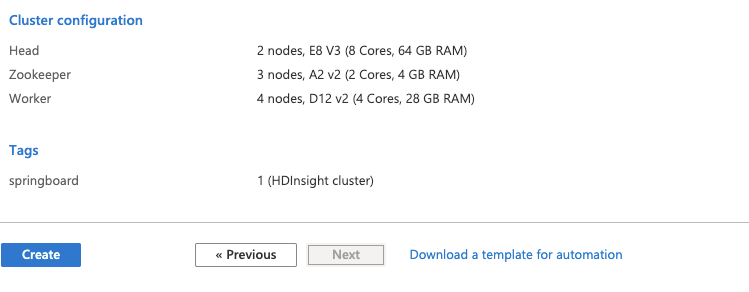 Cluster configuration
Head 2 nodes, E8 V3 (8 Cores, 64 GB RAM)
Zookeeper 3 nodes, A2 v2 (2 Cores, 4 GB RAM)
Worker 4 nodes, D12 v2 (4 Cores, 28 GB RAM)
Tags
springboard 1 (HDInsight cluster)
Create « Previous Next Download a template for automation